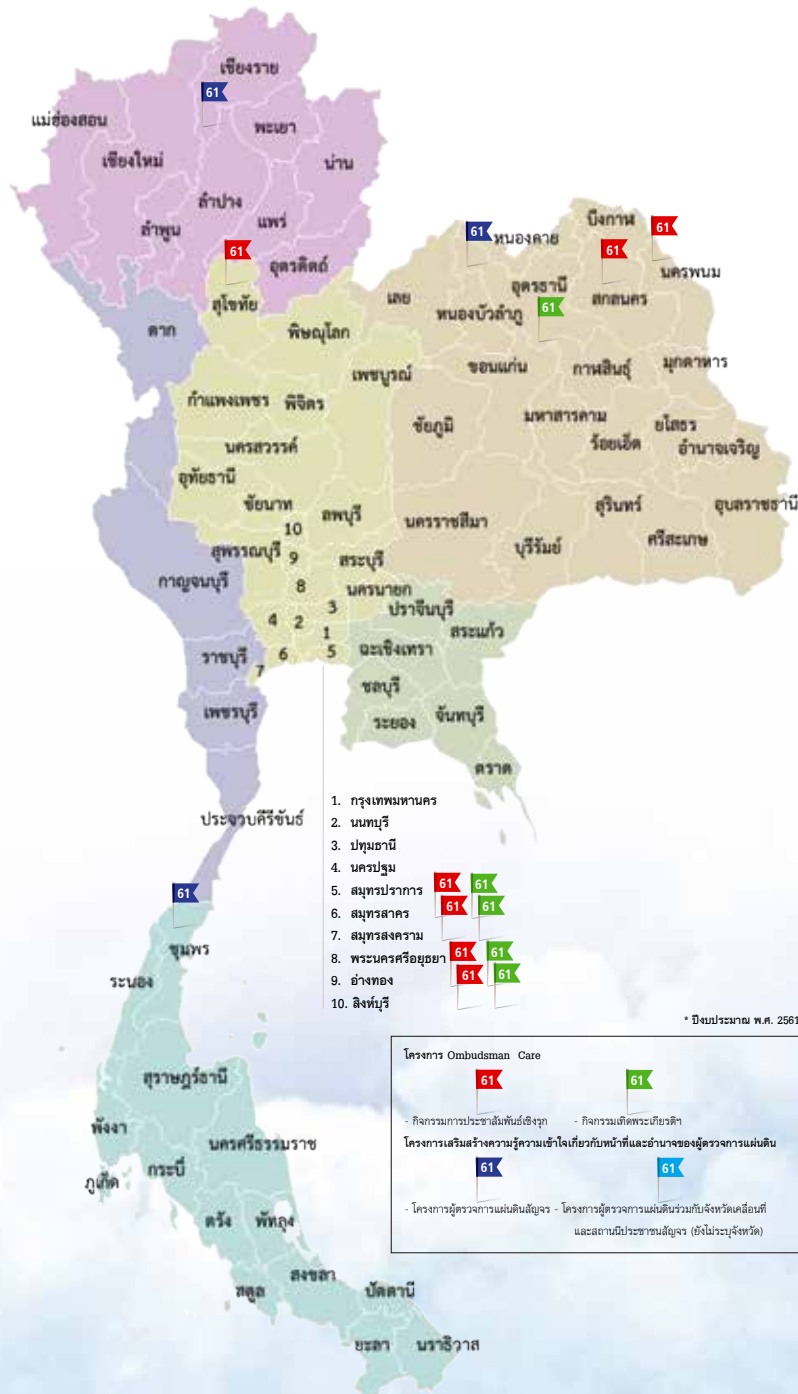 เชียงราย
61
แม่ฮ่องสอน
พะเยา
เชียงใหม่
น่าน
ลำปาง
ลำพูน
แพร่
61
อุตรดิตถ์
สุโขทัย
ตาก
พิษณุโลก
เพชรบูรณ์
กำแพงเพชร
พิจิตร
นครสวรรค์
อุทัยธานี
ชัยนาท
ลพบุรี
10
สุพรรณบุรี
9
สระบุรี
8
นครนายก
3
4
2
1
6
5
7
บึงกาฬ
61
61
หนองคาย
61
นครพนม
อุดรธานี
เลย
สกลนคร
หนองบัวลำภู
61
ขอนแก่น
กาฬสินธุ์
มุกดาหาร
ชัยภูมิ
มหาสารคาม
ยโสธร
ร้อยเอ็ด
อำนาจเจริญ
นครราชสีมา
สุรินทร์
อุบลราชธานี
บุรีรัมย์
ศรีสะเกษ
ปราจีนบุรี
สระแก้ว
ฉะเชิงเทรา
ชลบุรี
ระยอง
จันทบุรี
ตราด
กาญจนบุรี
ราชบุรี
เพชรบุรี
ประจวบคีรีขันธ์
61
ชุมพร
ระนอง
สุราษฎร์ธานี
พังงา
นครศรีธรรมราช
กระบี่
ภูเก็ต
ตรัง
พัทลุง
สงขลา
สตูล
ปัตตานี
ยะลา
นราธิวาส
1. กรุงเทพมหานคร
2. นนทบุรี
3. ปทุมธานี
4. นครปฐม
5. สมุทรปราการ 61 61
6. สมุทรสาคร 61 61
7. สมุทรสงคราม
8. พระนครศรีอยุธยา 61 61
9. อ่างทอง 61 61
10. สิงห์บุรี
* ปีงบประมาณ พ.ศ. 2561
โครงการ Ombudsman Care
61 61
- กิจกรรมการประชาสัมพันธ์เชิงรุก - กิจกรรมเทิดพระเกียรติฯ
โครงการเสริมสร้างความรู้ความเข้าใจเกี่ยวกับหน้าที่และอำนาจของผู้ตรวจการแผ่นดิน
61 61
- โครงการผู้ตรวจการแผ่นดินสัญจร - โครงการผู้ตรวจการแผ่นดินร่วมกับจังหวัดเคลื่อนที่
และสถานนีประชาชนสัญจร (ยังไม่ระบุจังหวัด)